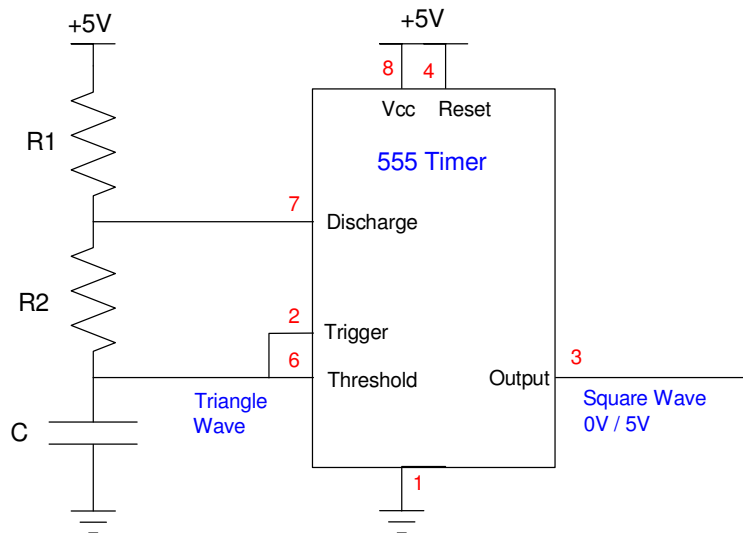 +5V
+5V
8
4
Vcc
Reset
R1
555 Timer
7
Discharge
R2
2
Trigger
6
Threshold
Output
3
Triangle
Wave
Square Wave
0V / 5V
C
1